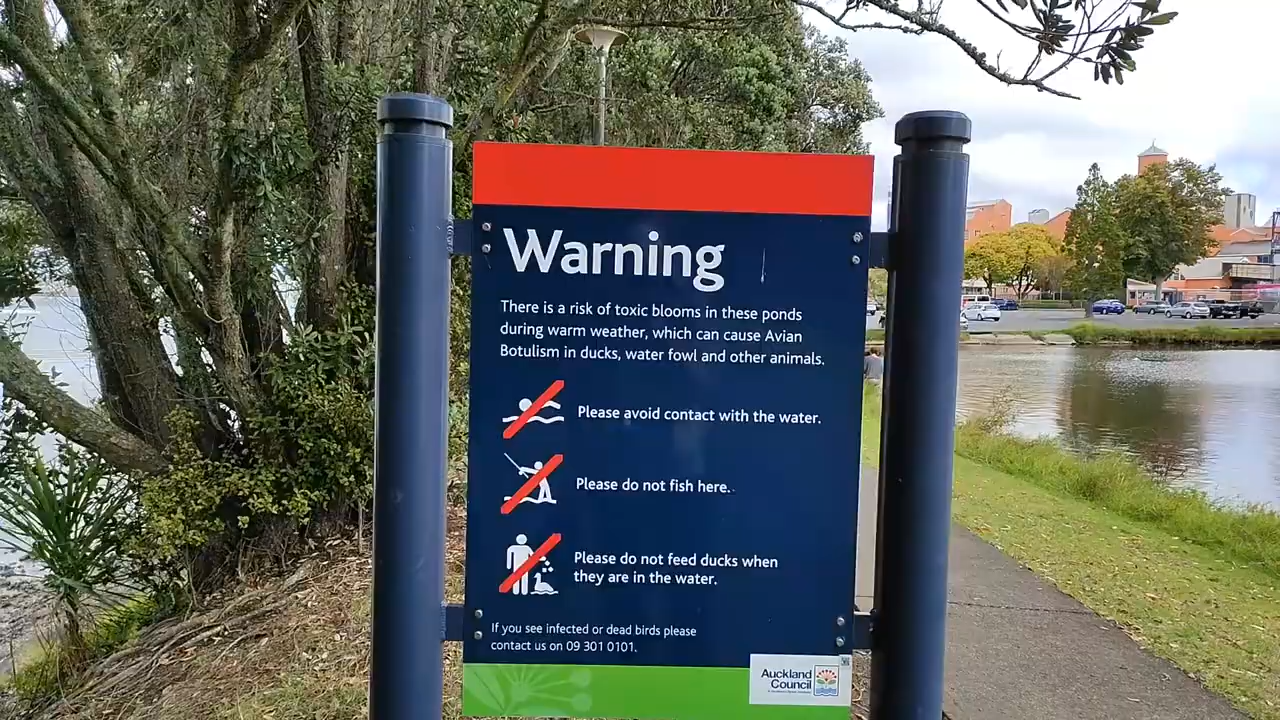 Warning
There is a risk of toxic blooms in these ponds
during warm weather, which can cause Avian
Botulism in ducks, water fowl and other animals.
Please avoid contact with the water.
Please do not fish here.
Please do not feed ducks when
they are in the water.
If you see infected or dead birds please
contact us on 09 301 0101.
Auckland
Council